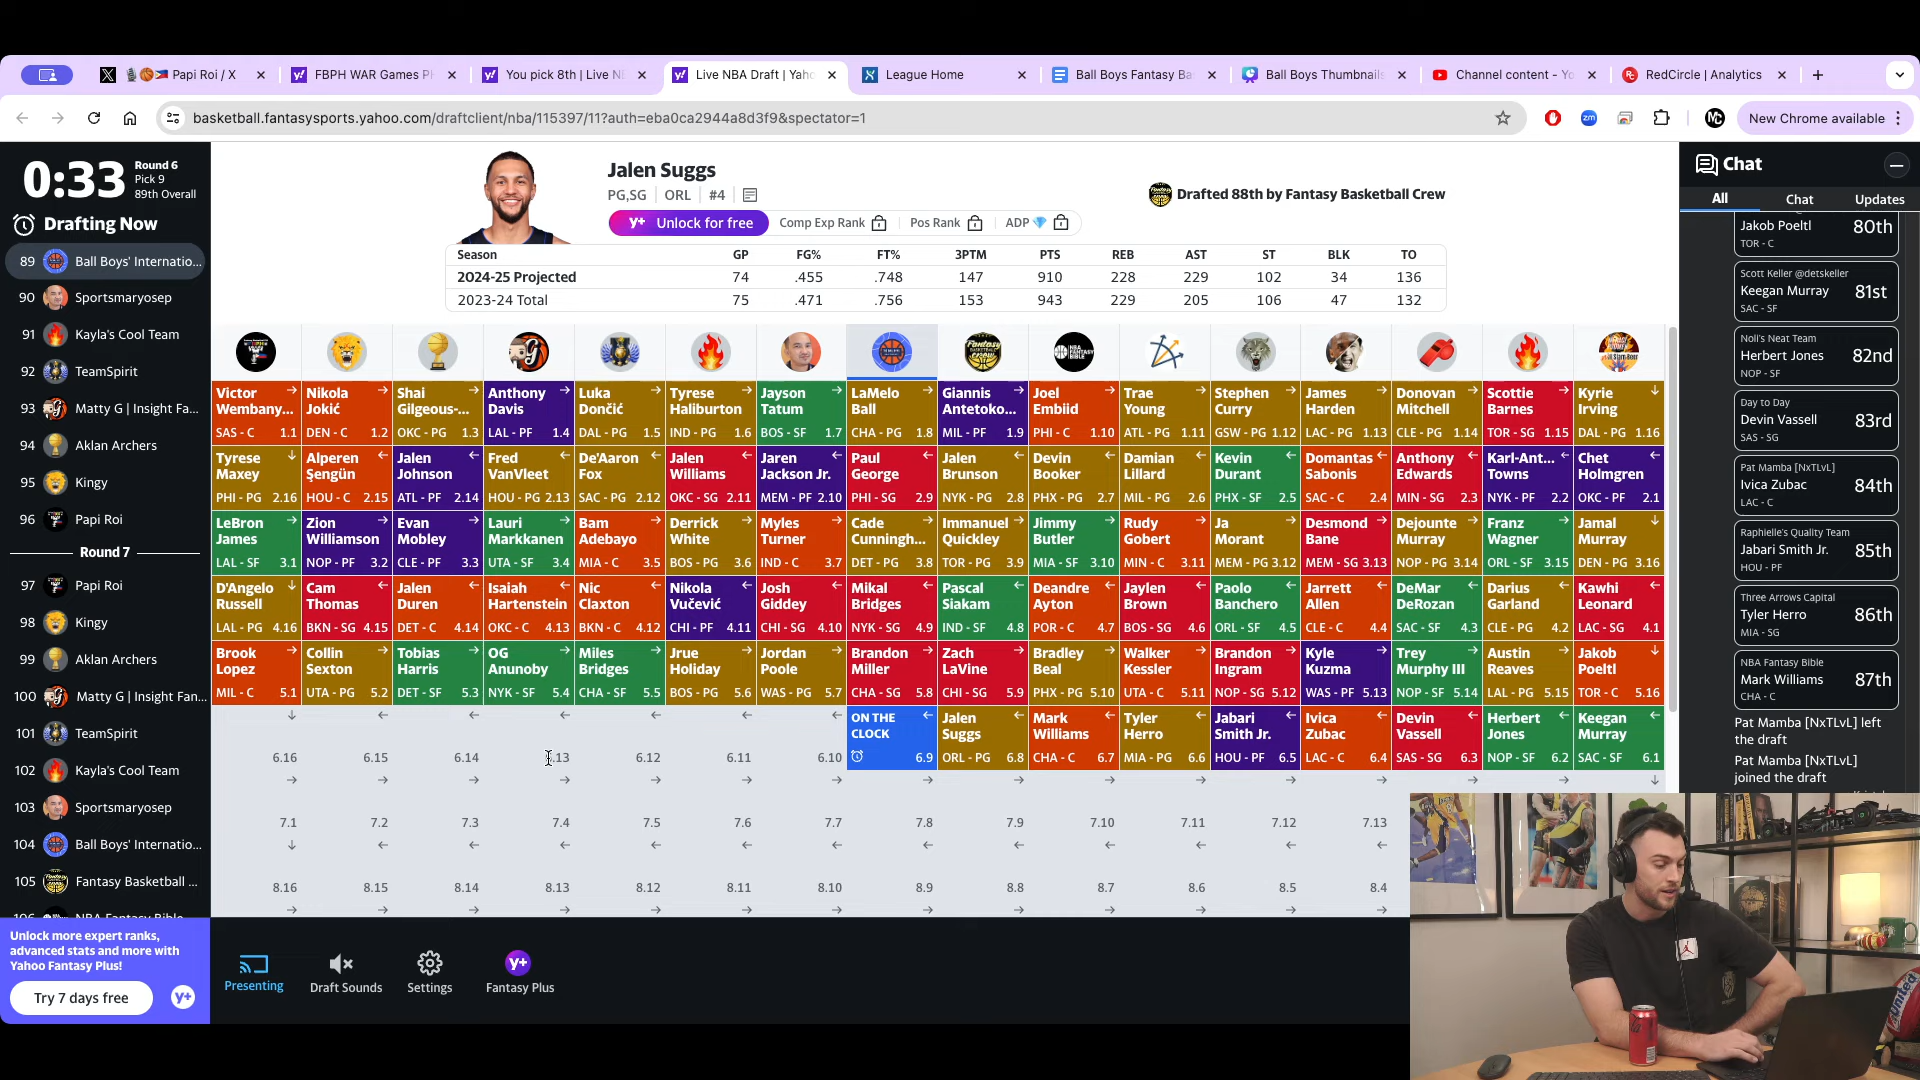 Papi Roi / X
FBPH WAR Games P
You pick 8th | Live N
Live NBA Draft | Yaho
League Home
Ball Boys Fantasy Ba
Ball Boys Thumbnails
Channel content - Yo
RedCircle | Analytics
basketball.fantasysports.yahoo.com/draftclient/nba/115397/11?auth=eba0ca2944a8d3f9&spectator=1
New Chrome available
0:33
Round 6
Pick 9
89th Overall
Drafting Now
89 Ball Boys' Internatio...
90 Sportsmaryosep
91 Kayla's Cool Team
92 TeamSpirit
93 Matty G | Insight Fa...
94 Aklan Archers
95 Kingy
96 Papi Roi
Round 7
97 Papi Roi
98 Kingy
99 Aklan Archers
100 Matty G | Insight Fan...
101 TeamSpirit
102 Kayla's Cool Team
103 Sportsmaryosep
104 Ball Boys' Internatio...
105 Fantasy Basketball ...
Unlock more expert ranks,
advanced stats and more with
Yahoo Fantasy Plus!
Try 7 days free
y+
Jalen Suggs
PG,SG ORL #4
y+ Unlock for free Comp Exp Rank Pos Rank ADP
Drafted 88th by Fantasy Basketball Crew
Season GP FG% FT% 3PTM PTS REB AST ST BLK TO
2024-25 Projected 74 .455 .748 147 910 228 229 102 34 136
2023-24 Total 75 .471 .756 153 943 229 205 106 47 132
Victor Wembany... SAS - C 1.1
Nikola Jokić DEN - C 1.2
Shai Gilgeous-... OKC - PG 1.3
Anthony Davis LAL - PF 1.4
Luka Dončić DAL - PG 1.5
Tyrese Haliburton IND - PG 1.6
Jayson Tatum BOS - SF 1.7
LaMelo Ball CHA - PG 1.8
Giannis Antetoko... MIL - PF 1.9
Joel Embiid PHI - C 1.10
Trae Young ATL - PG 1.11
Stephen Curry GSW - PG 1.12
James Harden LAC - PG 1.13
Donovan Mitchell CLE - PG 1.14
Scottie Barnes TOR - SG 1.15
Kyrie Irving DAL - PG 1.16
Tyrese Maxey PHI - PG 2.16
Alperen Şengün HOU - C 2.15
Jalen Johnson ATL - PF 2.14
Fred VanVleet HOU - PG 2.13
De'Aaron Fox SAC - PG 2.12
Jalen Williams OKC - SG 2.11
Jaren Jackson Jr. MEM - PF 2.10
Paul George PHI - SG 2.9
Jalen Brunson NYK - PG 2.8
Devin Booker PHX - PG 2.7
Damian Lillard MIL - PG 2.6
Kevin Durant PHX - SF 2.5
Domantas Sabonis SAC - C 2.4
Anthony Edwards MIN - SG 2.3
Karl-Ant... Towns NYK - PF 2.2
Chet Holmgren OKC - PF 2.1
LeBron James LAL - SF 3.1
Zion Williamson NOP - PF 3.2
Evan Mobley CLE - PF 3.3
Lauri Markkanen UTA - SF 3.4
Bam Adebayo MIA - C 3.5
Derrick White BOS - PG 3.6
Myles Turner IND - C 3.7
Cade Cunningh... DET - PG 3.8
Immanuel Quickley TOR - PG 3.9
Jimmy Butler MIA - SF 3.10
Rudy Gobert MIN - C 3.11
Ja Morant MEM - PG 3.12
Desmond Bane MEM - SG 3.13
Dejounte Murray NOP - PG 3.14
Franz Wagner ORL - SF 3.15
Jamal Murray DEN - PG 3.16
D'Angelo Russell LAL - PG 4.16
Cam Thomas BKN - SG 4.15
Jalen Duren DET - C 4.14
Isaiah Hartenstein OKC - C 4.13
Nic Claxton BKN - C 4.12
Nikola Vučević CHI - PF 4.11
Josh Giddey CHI - SG 4.10
Mikal Bridges NYK - SG 4.9
Pascal Siakam IND - SF 4.8
Deandre Ayton POR - C 4.7
Jaylen Brown BOS - SG 4.6
Paolo Banchero ORL - SF 4.5
Jarrett Allen CLE - C 4.4
DeMar DeRozan SAC - SF 4.3
Darius Garland CLE - PG 4.2
Kawhi Leonard LAC - SG 4.1
Brook Lopez MIL - C 5.1
Collin Sexton UTA - PG 5.2
Tobias Harris DET - SF 5.3
OG Anunoby NYK - SF 5.4
Miles Bridges CHA - SF 5.5
Jrue Holiday BOS - PG 5.6
Jordan Poole WAS - PG 5.7
Brandon Miller CHA - SG 5.8
Zach LaVine CHI - SG 5.9
Bradley Beal PHX - PG 5.10
Walker Kessler UTA - C 5.11
Brandon Ingram NOP - SG 5.12
Kyle Kuzma WAS - PF 5.13
Trey Murphy III NOP - SF 5.14
Austin Reaves LAL - PG 5.15
Jakob Poeltl TOR - C 5.16
6.16 6.15 6.14 6.13 6.12 6.11 6.10
ON THE CLOCK 6.9
Jalen Suggs ORL - PG 6.8
Mark Williams CHA - C 6.7
Tyler Herro MIA - PG 6.6
Jabari Smith Jr. HOU - PF 6.5
Ivica Zubac LAC - C 6.4
Devin Vassell SAS - SG 6.3
Herbert Jones NOP - SF 6.2
Keegan Murray SAC - SF 6.1
7.1 7.2 7.3 7.4 7.5 7.6 7.7 7.8 7.9 7.10 7.11 7.12 7.13
8.16 8.15 8.14 8.13 8.12 8.11 8.10 8.9 8.8 8.7 8.6 8.5 8.4
Presenting
Draft Sounds
Settings
Fantasy Plus
Chat
All Chat Updates
Jakob Poeltl 80th
TOR - C
Scott Keller @detskeller
Keegan Murray 81st
SAC - SF
Noli's Neat Team
Herbert Jones 82nd
NOP - SF
Day to Day
Devin Vassell 83rd
SAS - SG
Pat Mamba [NxTLvL]
Ivica Zubac 84th
LAC - C
Raphielle's Quality Team
Jabari Smith Jr. 85th
HOU - PF
Three Arrows Capital
Tyler Herro 86th
MIA - SG
NBA Fantasy Bible
Mark Williams 87th
CHA - C
Pat Mamba [NxTLvL] left
the draft
Pat Mamba [NxTLvL]
joined the draft